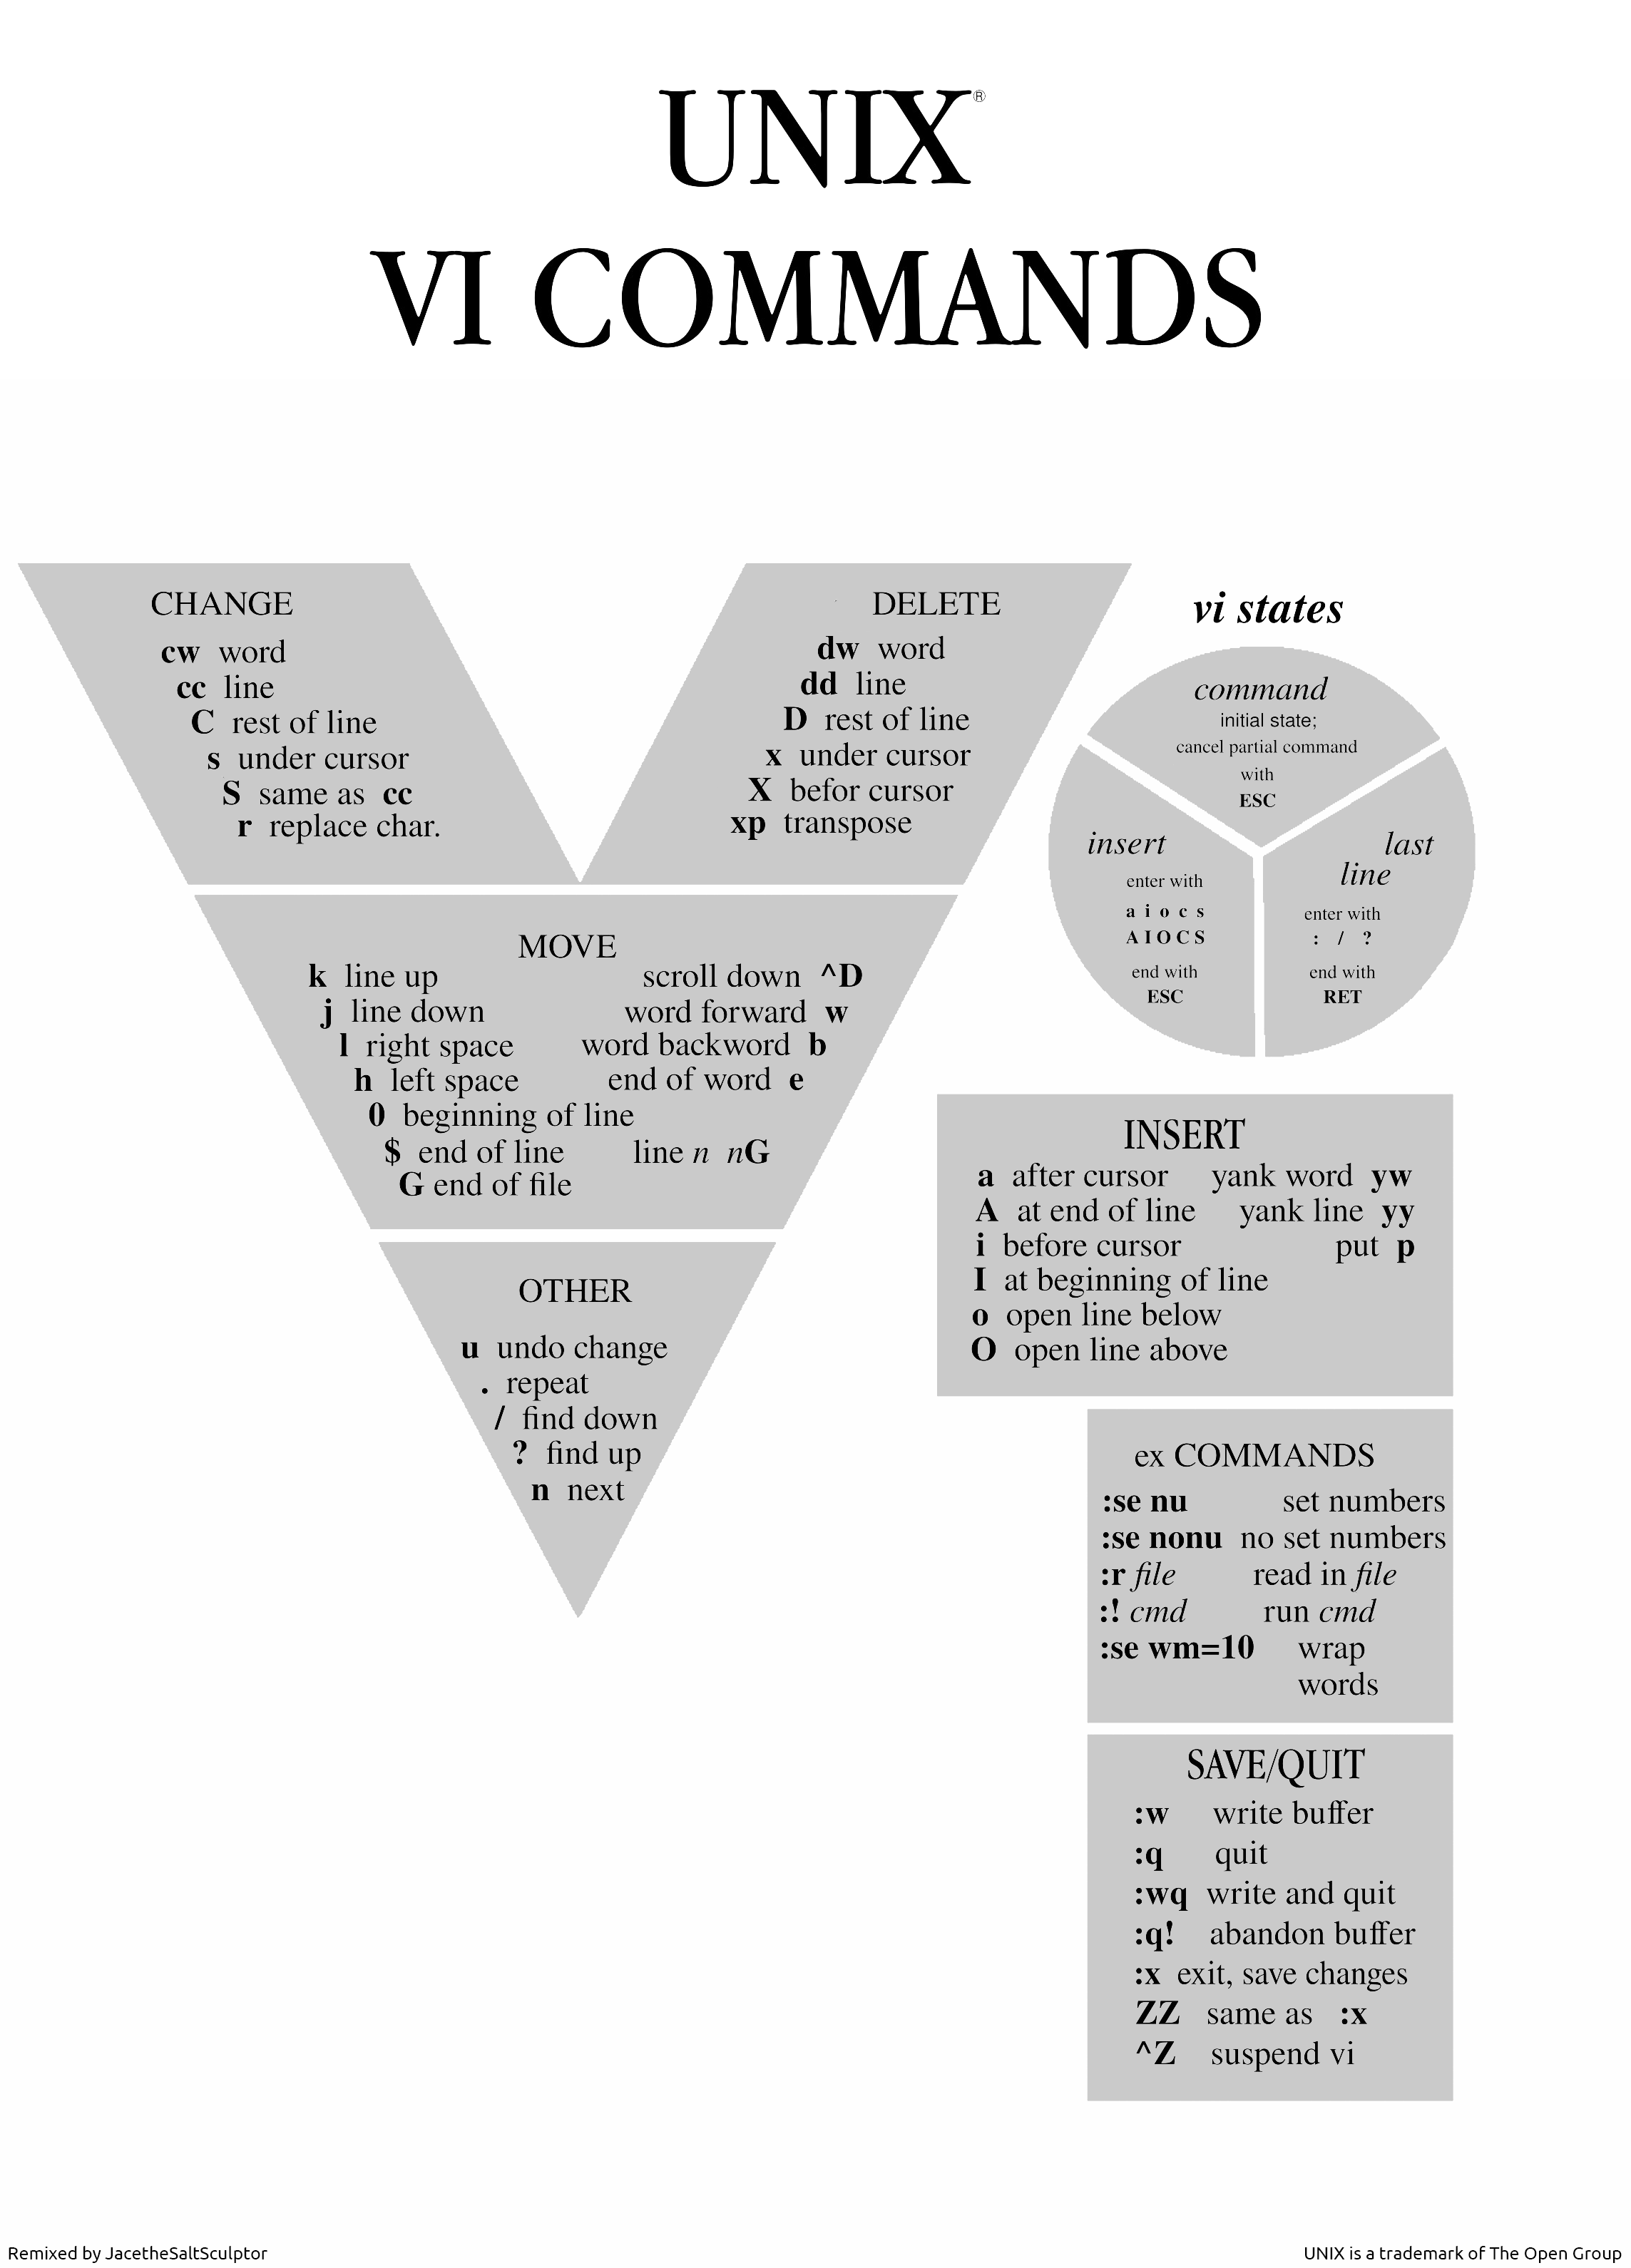 UNIX®
VI COMMANDS
CHANGE
cw word
cc line
C rest of line
s under cursor
S same as cc
r replace char.
DELETE
dw word
dd line
D rest of line
x under cursor
X befor cursor
xp transpose
vi states
command
initial state;
cancel partial command
with
ESC
insert
enter with
a i o c s
A I O C S
end with
ESC
last
line
enter with
: / ?
end with
RET
MOVE
k line up scroll down ^D
j line down word forward w
l right space word backword b
h left space end of word e
0 beginning of line
$ end of line line n nG
G end of file
OTHER
u undo change
. repeat
/ find down
? find up
n next
INSERT
a after cursor yank word yw
A at end of line yank line yy
i before cursor put p
I at beginning of line
o open line below
O open line above
ex COMMANDS
:se nu set numbers
:se nonu no set numbers
:r file read in file
:! cmd run cmd
:se wm=10 wrap
words
SAVE/QUIT
:w write buffer
:q quit
:wq write and quit
:q! abandon buffer
:x exit, save changes
ZZ same as :x
^Z suspend vi
Remixed by JacetheSaltSculptor
UNIX is a trademark of The Open Group